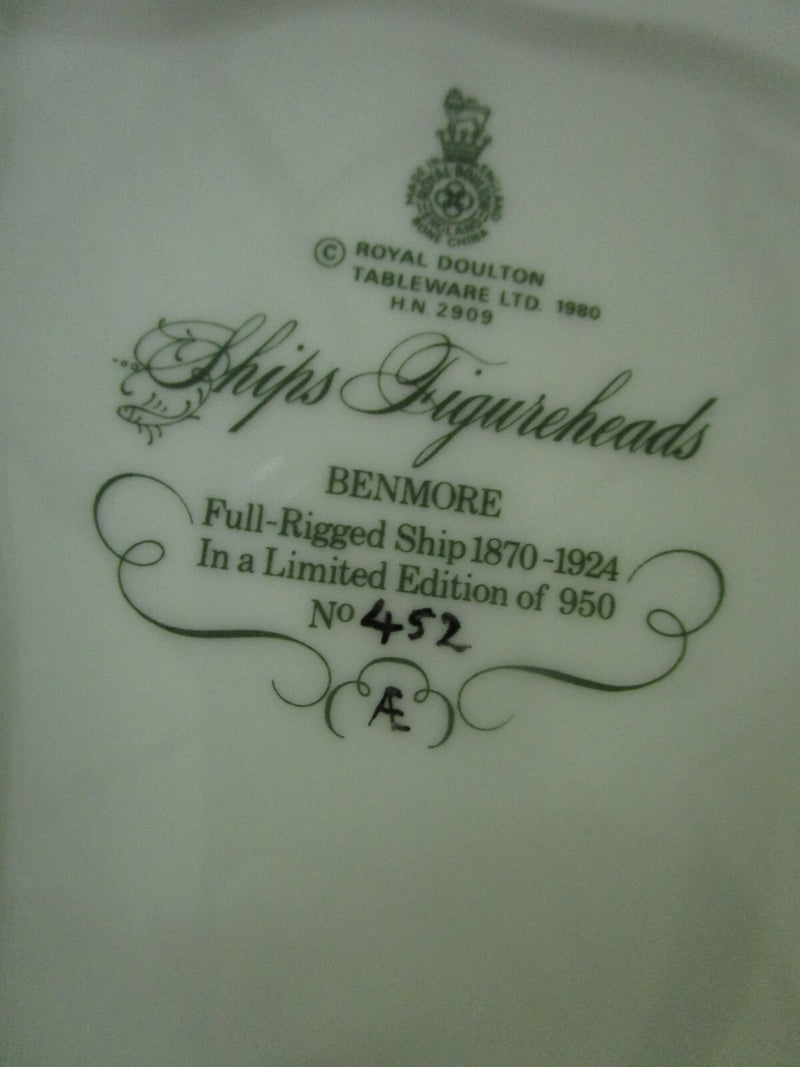 MADE IN ENGLAND
ROYAL DOULTON
ENGLAND
BONE CHINA
© ROYAL DOULTON
TABLEWARE LTD. 1980
H.N. 2909
Ships Figureheads
BENMORE
Full-Rigged Ship 1870-1924
In a Limited Edition of 950
No 452
Æ